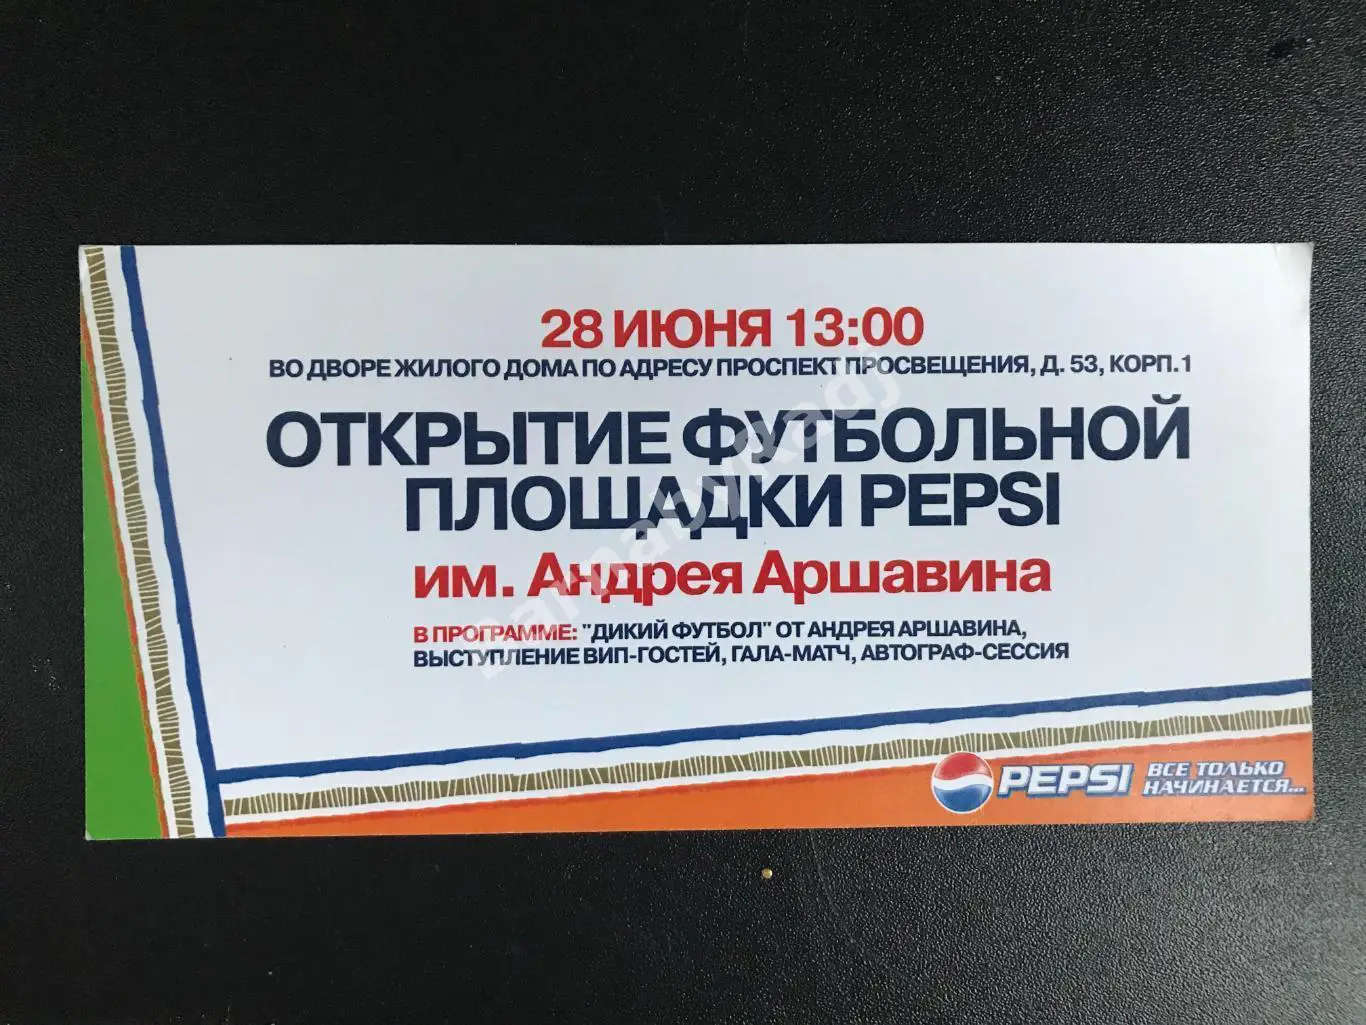 28 ИЮНЯ 13:00
ВО ДВОРЕ ЖИЛОГО ДОМА ПО АДРЕСУ ПРОСПЕКТ ПРОСВЕЩЕНИЯ, Д. 53, КОРП. 1
ОТКРЫТИЕ ФУТБОЛЬНОЙ
ПЛОЩАДКИ PEPSI
им. Андрея Аршавина
В ПРОГРАММЕ: "ДИКИЙ ФУТБОЛ" ОТ АНДРЕЯ АРШАВИНА,
ВЫСТУПЛЕНИЕ ВИП-ГОСТЕЙ, ГАЛА-МАТЧ, АВТОГРАФ-СЕССИЯ
PEPSI ВСЕ ТОЛЬКО
НАЧИНАЕТСЯ...